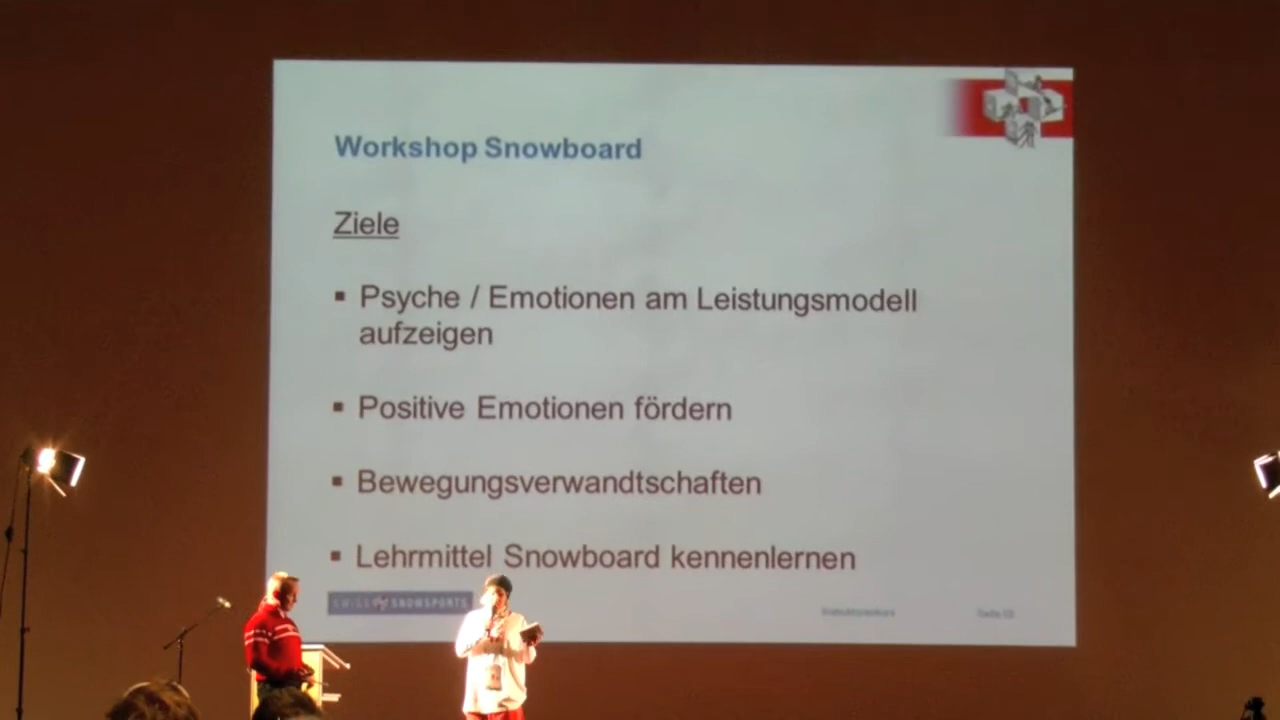 Workshop Snowboard
Ziele
▪ Psyche / Emotionen am Leistungsmodell
aufzeigen
▪ Positive Emotionen fördern
▪ Bewegungsverwandtschaften
▪ Lehrmittel Snowboard kennenlernen
SWISS SNOWSPORTS